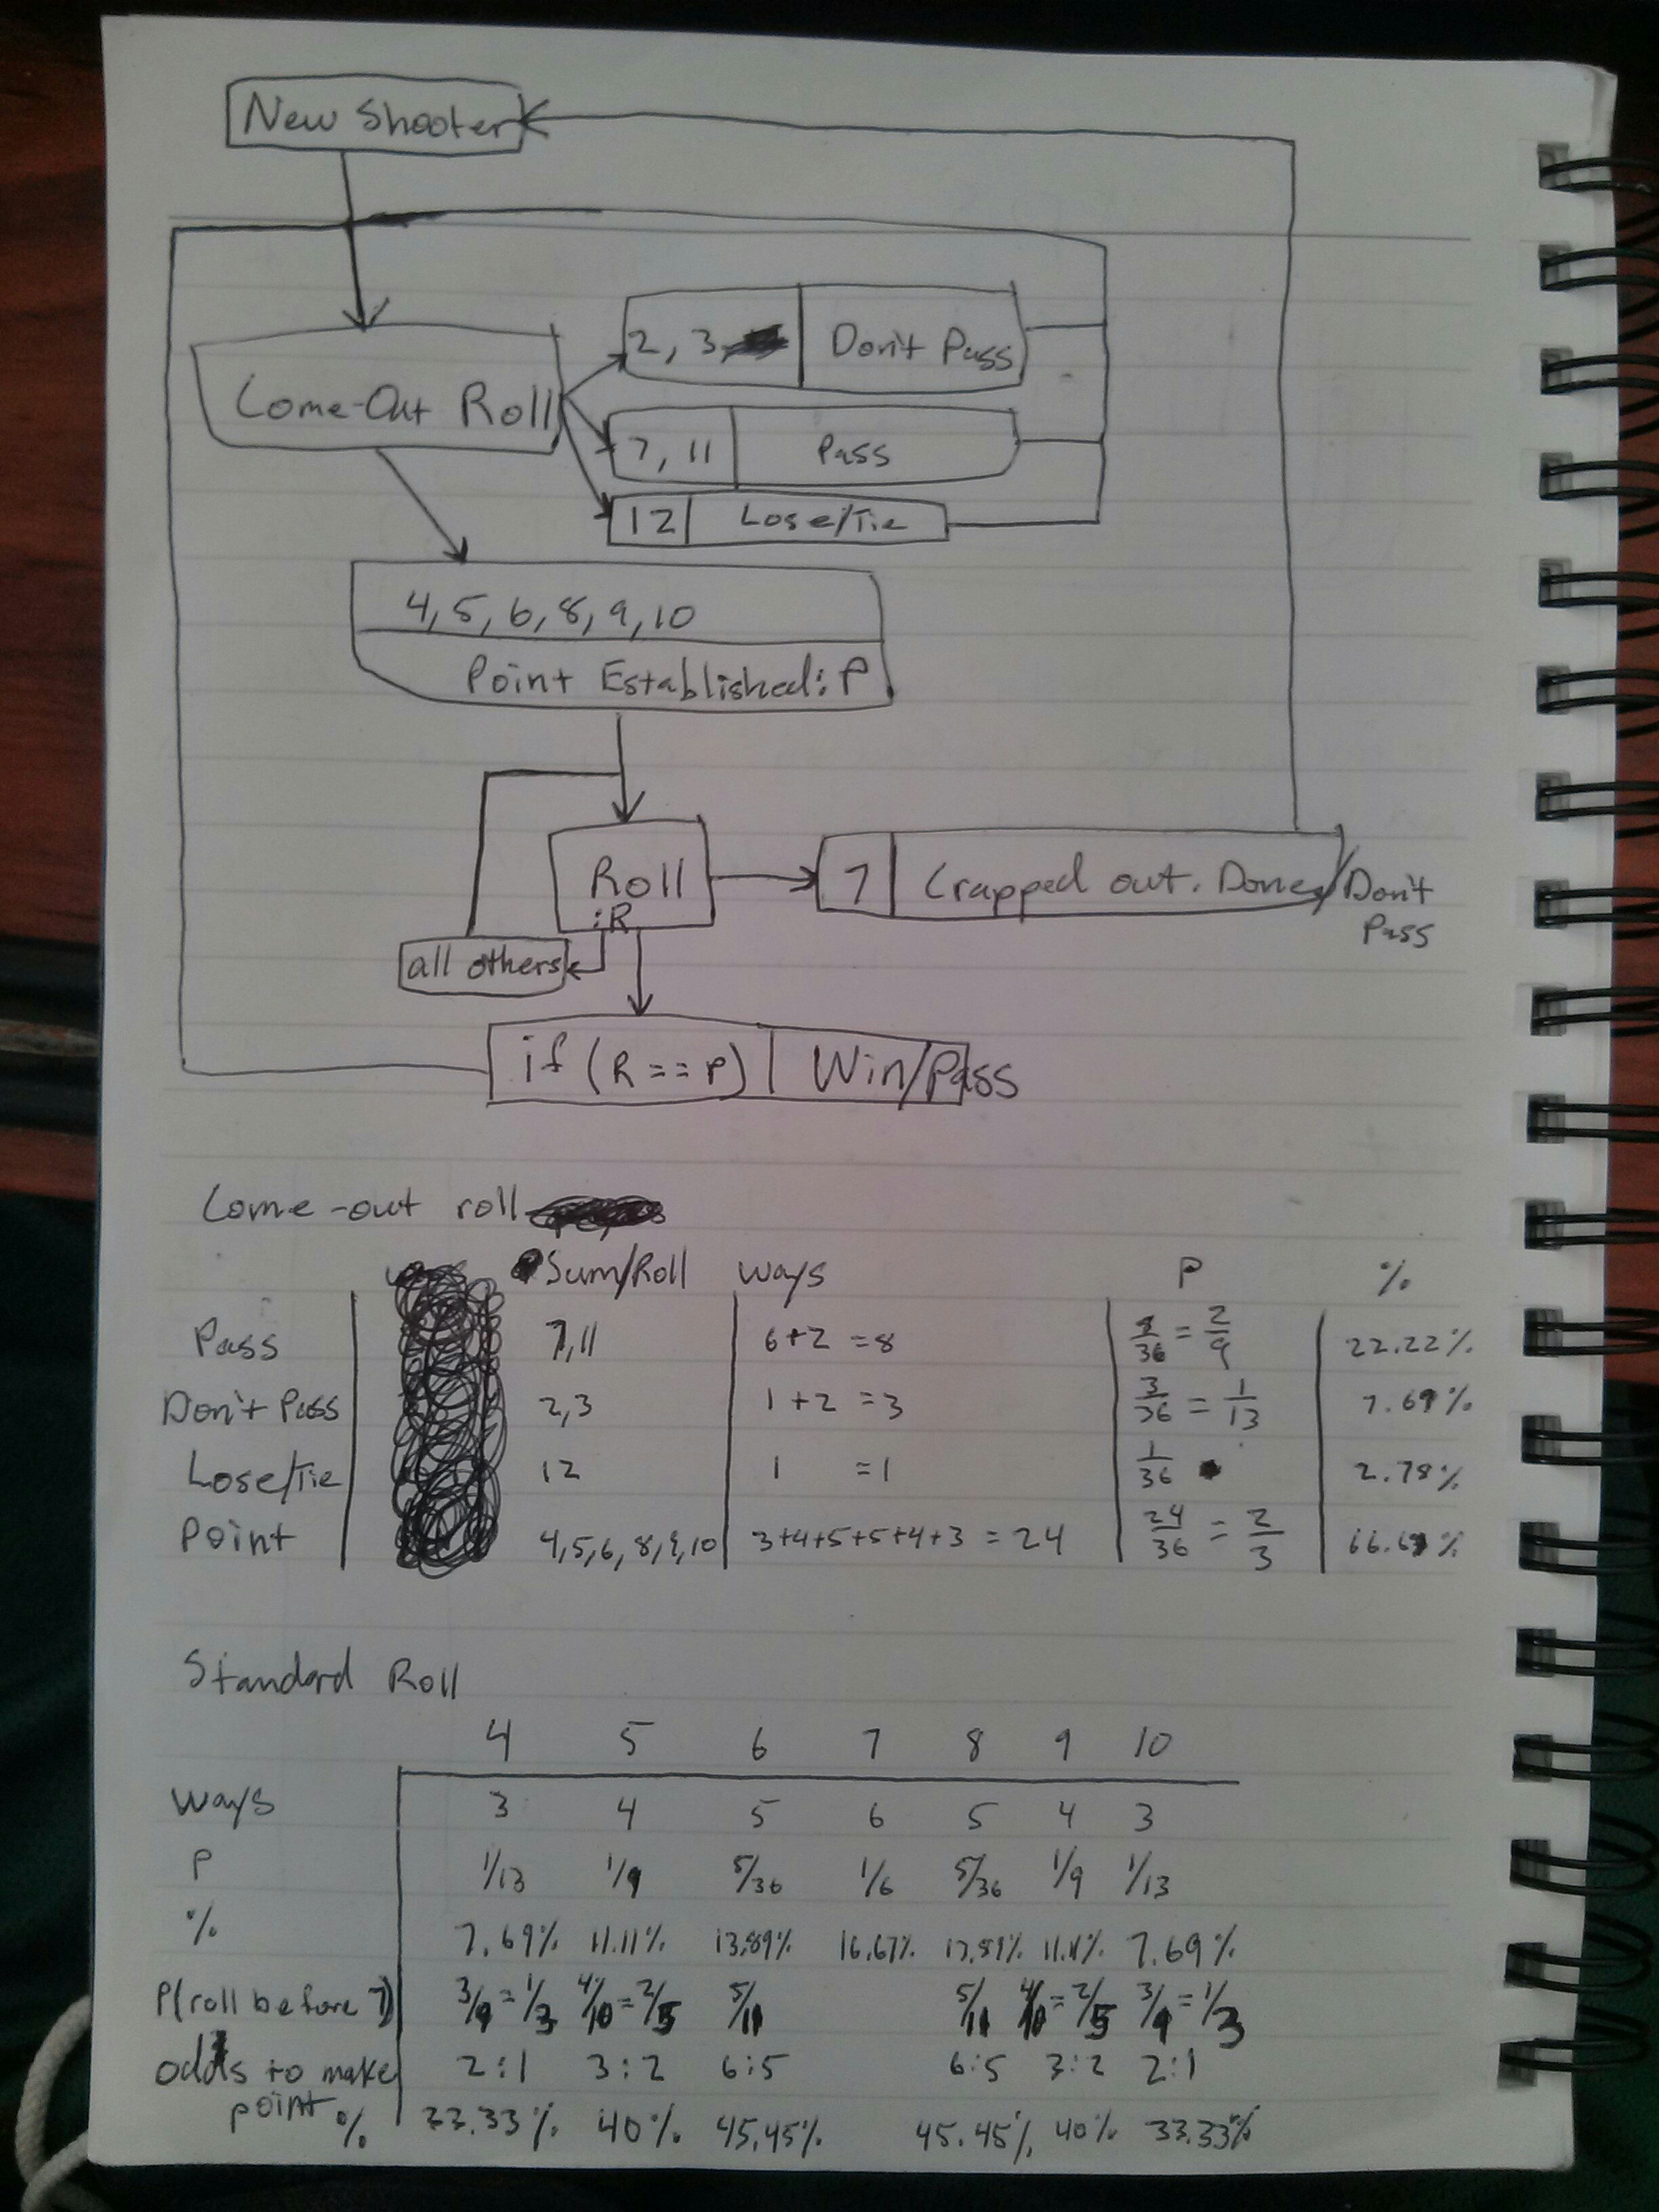 New Shooter
2, 3, Don't Pass
Come-Out Roll
7, 11 Pass
12 Lose/Tie
4, 5, 6, 8, 9, 10
Point Established: P
Roll
:R
7 Crapped out. Done/Don't
Pass
all others
if (R == P) Win/Pass
Come-out roll
Sum/Roll Ways P %
Pass 7,11 6+2 =8 8/36 = 2/9 22.22%
Don't Pass 2,3 1+2 =3 3/36 = 1/13 7.69%
Lose/Tie 12 1 =1 1/36 2.78%
Point 4,5,6,8,9,10 3+4+5+5+4+3 = 24 24/36 = 2/3 66.67%
Standard Roll
4 5 6 7 8 9 10
Ways 3 4 5 6 5 4 3
P 1/13 1/9 5/36 1/6 5/36 1/9 1/13
% 7.69% 11.11% 13.89% 16.67% 13.89% 11.11% 7.69%
P(roll before 7) 3/9 = 1/3 4/10 = 2/5 5/11 5/11 4/10 = 2/5 3/9 = 1/3
odds to make 2:1 3:2 6:5 6:5 3:2 2:1
point % 33.33% 40% 45.45% 45.45% 40% 33.33%